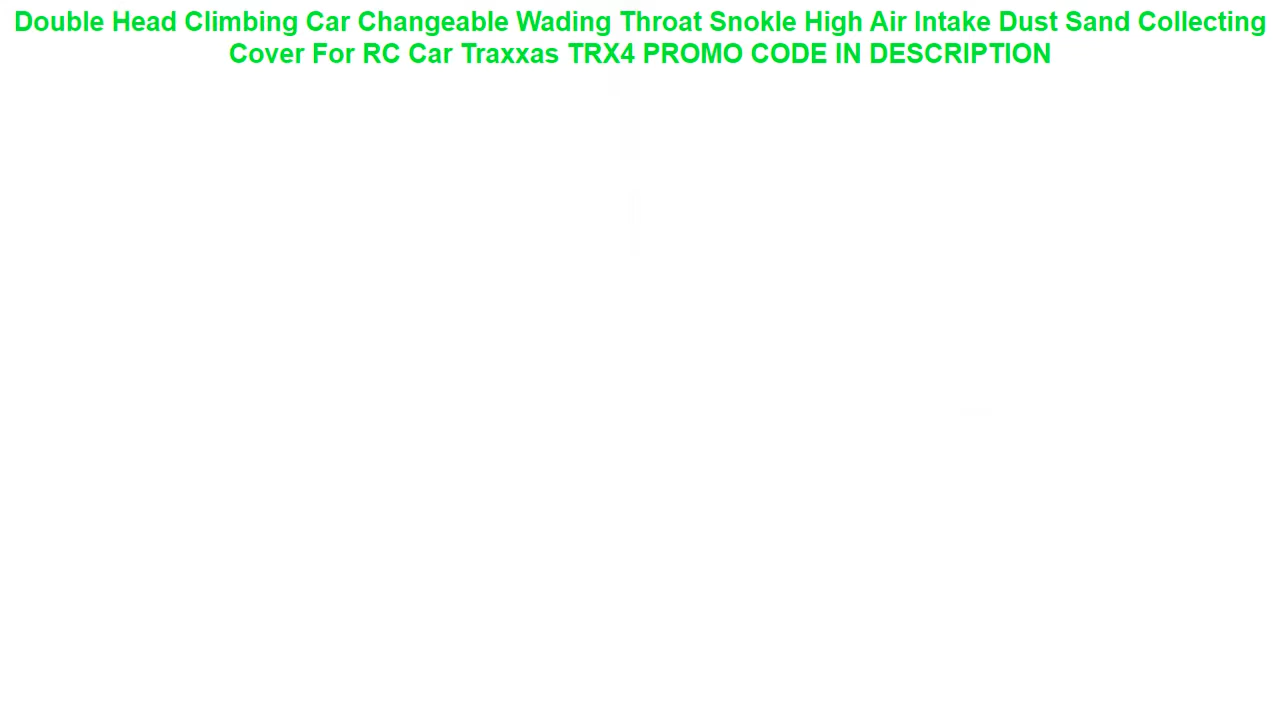 Double Head Climbing Car Changeable Wading Throat Snokle High Air Intake Dust Sand Collecting
Cover For RC Car Traxxas TRX4 PROMO CODE IN DESCRIPTION